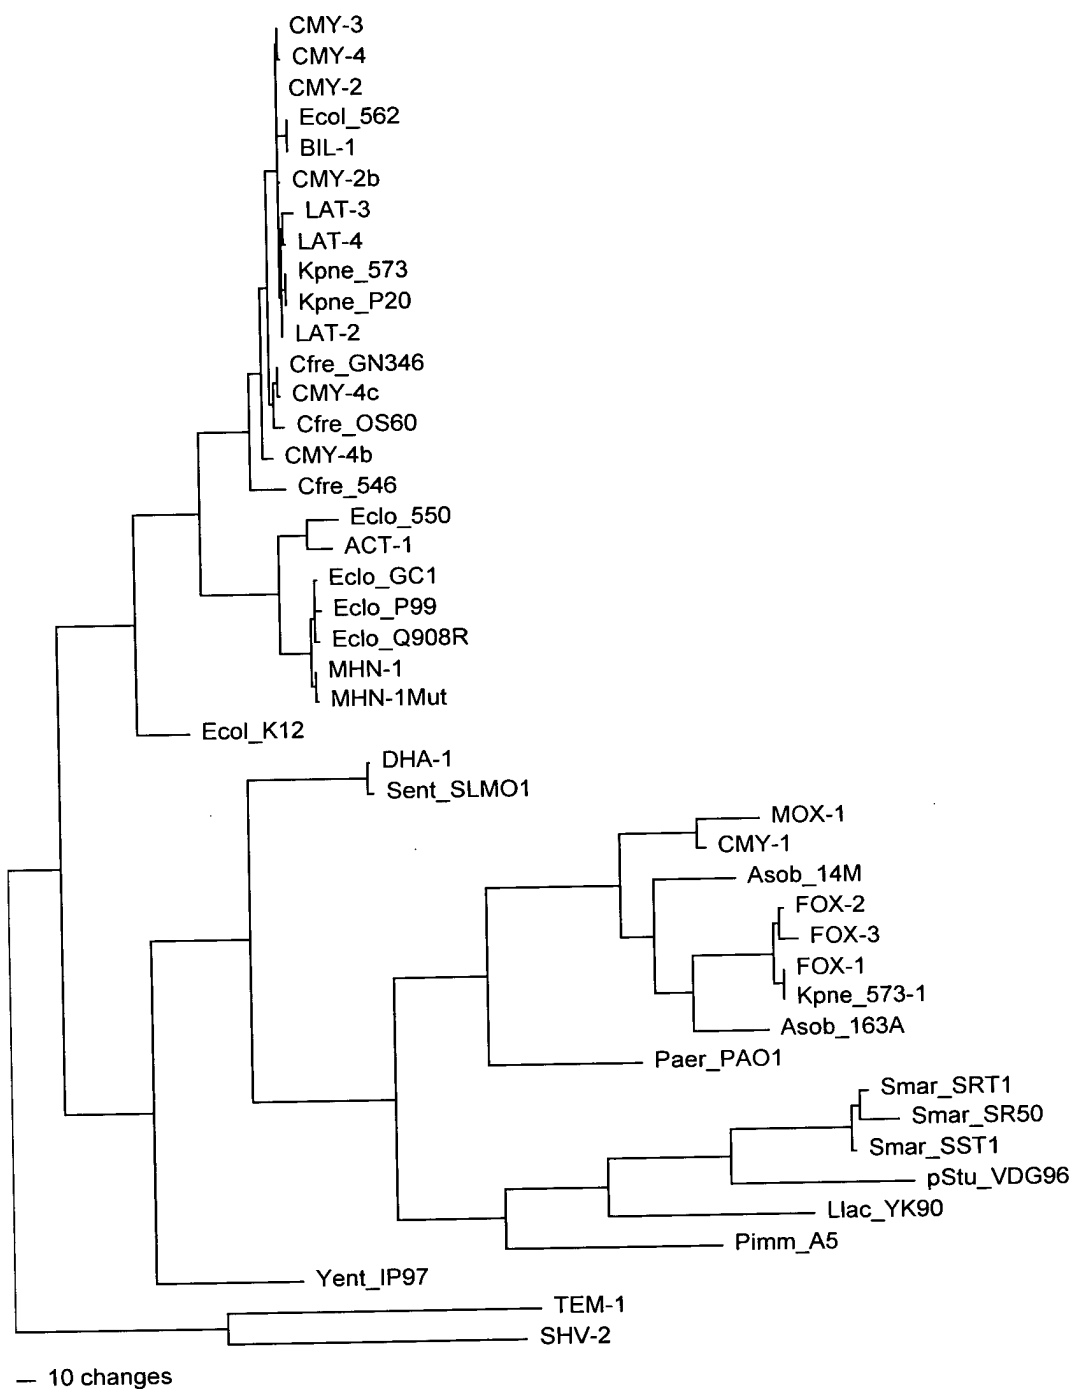 CMY-3
CMY-4
CMY-2
Ecol_562
BIL-1
CMY-2b
LAT-3
LAT-4
Kpne_573
Kpne_P20
LAT-2
Cfre_GN346
CMY-4c
Cfre_OS60
CMY-4b
Cfre_546
Eclo_550
ACT-1
Eclo_GC1
Eclo_P99
Eclo_Q908R
MHN-1
MHN-1Mut
Ecol_K12
DHA-1
Sent_SLMO1
MOX-1
CMY-1
Asob_14M
FOX-2
FOX-3
FOX-1
Kpne_573-1
Asob_163A
Paer_PAO1
Smar_SRT1
Smar_SR50
Smar_SST1
pStu_VDG96
Llac_YK90
Pimm_A5
Yent_IP97
TEM-1
SHV-2
10 changes